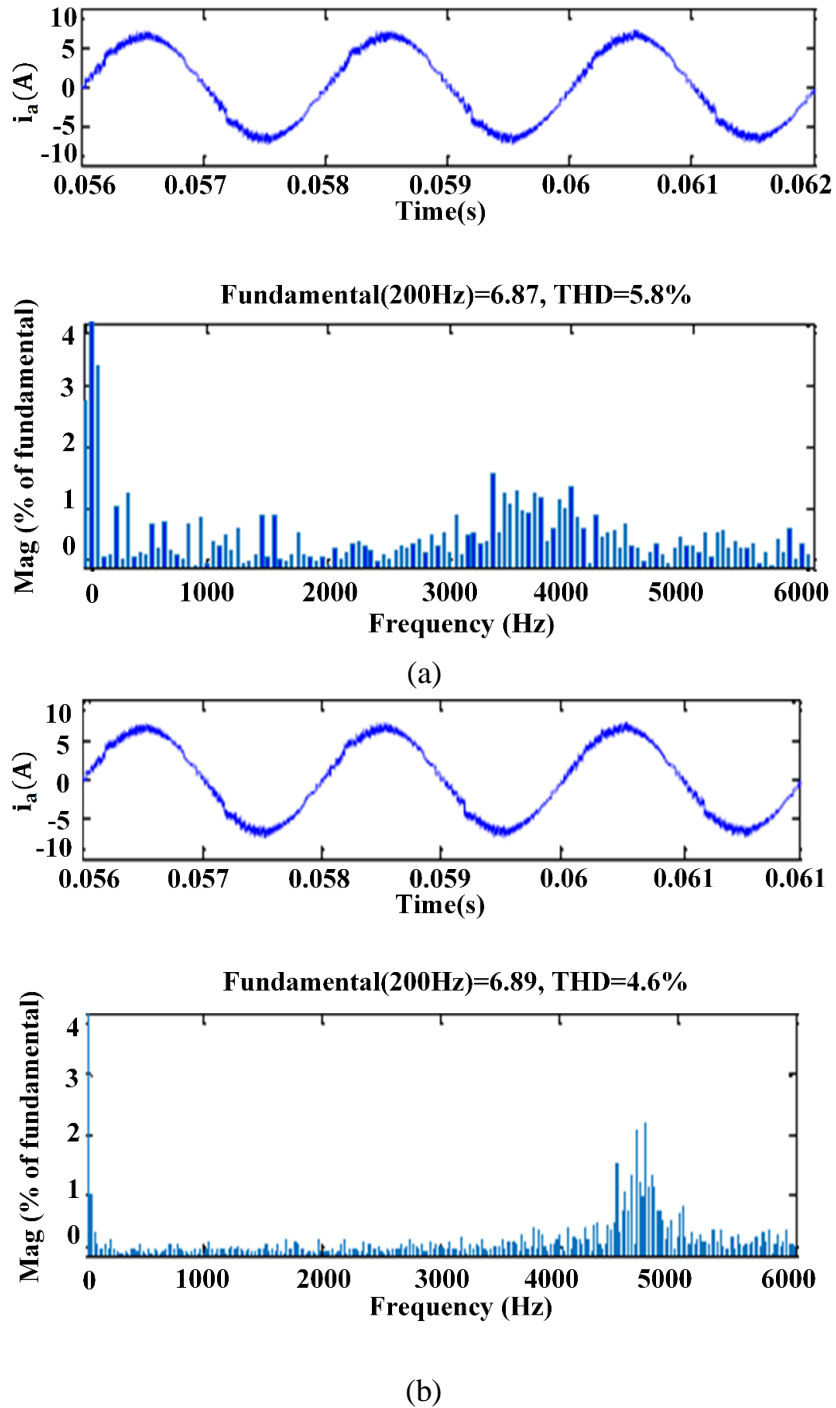 10
5
0
-5
-10
i_a(A)
0.056 0.057 0.058 0.059 0.06 0.061 0.062
Time(s)
Fundamental(200Hz)=6.87, THD=5.8%
4
3
2
1
0
Mag (% of fundamental)
0 1000 2000 3000 4000 5000 6000
Frequency (Hz)
(a)
10
5
0
-5
-10
i_a(A)
0.056 0.057 0.058 0.059 0.06 0.061 0.061
Time(s)
Fundamental(200Hz)=6.89, THD=4.6%
4
3
2
1
0
Mag (% of fundamental)
0 1000 2000 3000 4000 5000 6000
Frequency (Hz)
(b)